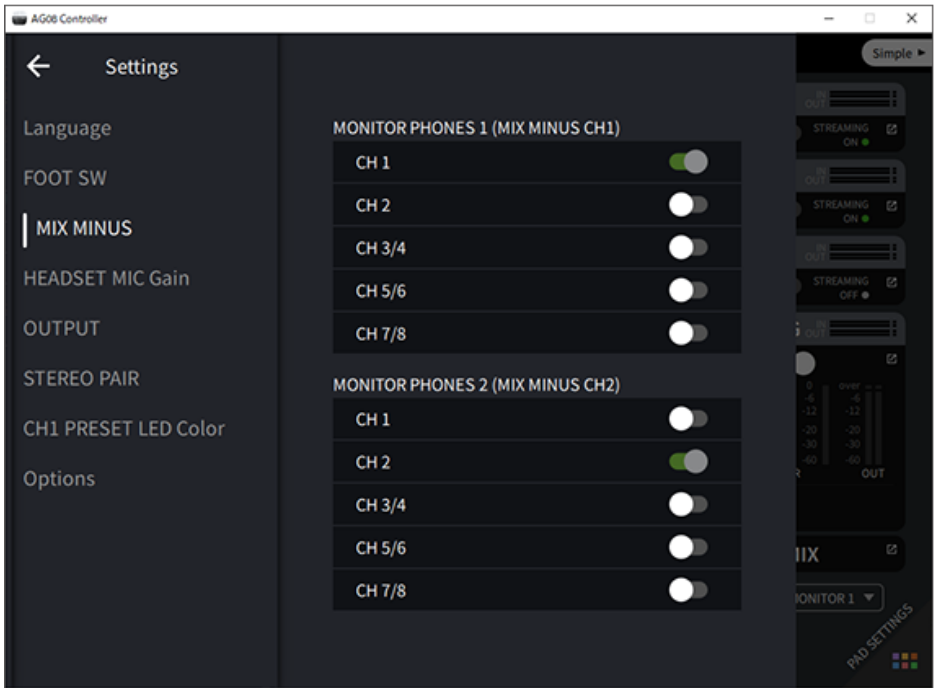 AG08 Controller
Simple
Settings
Language
FOOT SW
MIX MINUS
HEADSET MIC Gain
OUTPUT
STEREO PAIR
CH1 PRESET LED Color
Options
MONITOR PHONES 1 (MIX MINUS CH1)
CH 1
CH 2
CH 3/4
CH 5/6
CH 7/8
MONITOR PHONES 2 (MIX MINUS CH2)
CH 1
CH 2
CH 3/4
CH 5/6
CH 7/8
IN
OUT
STREAMING
ON
IN
OUT
STREAMING
ON
IN
OUT
STREAMING
OFF
IN
OUT
0 over
-6 -6
-12 -12
-20 -20
-30 -30
-60 -60
OUT
IIX
ONITOR 1
PAD SETTINGS